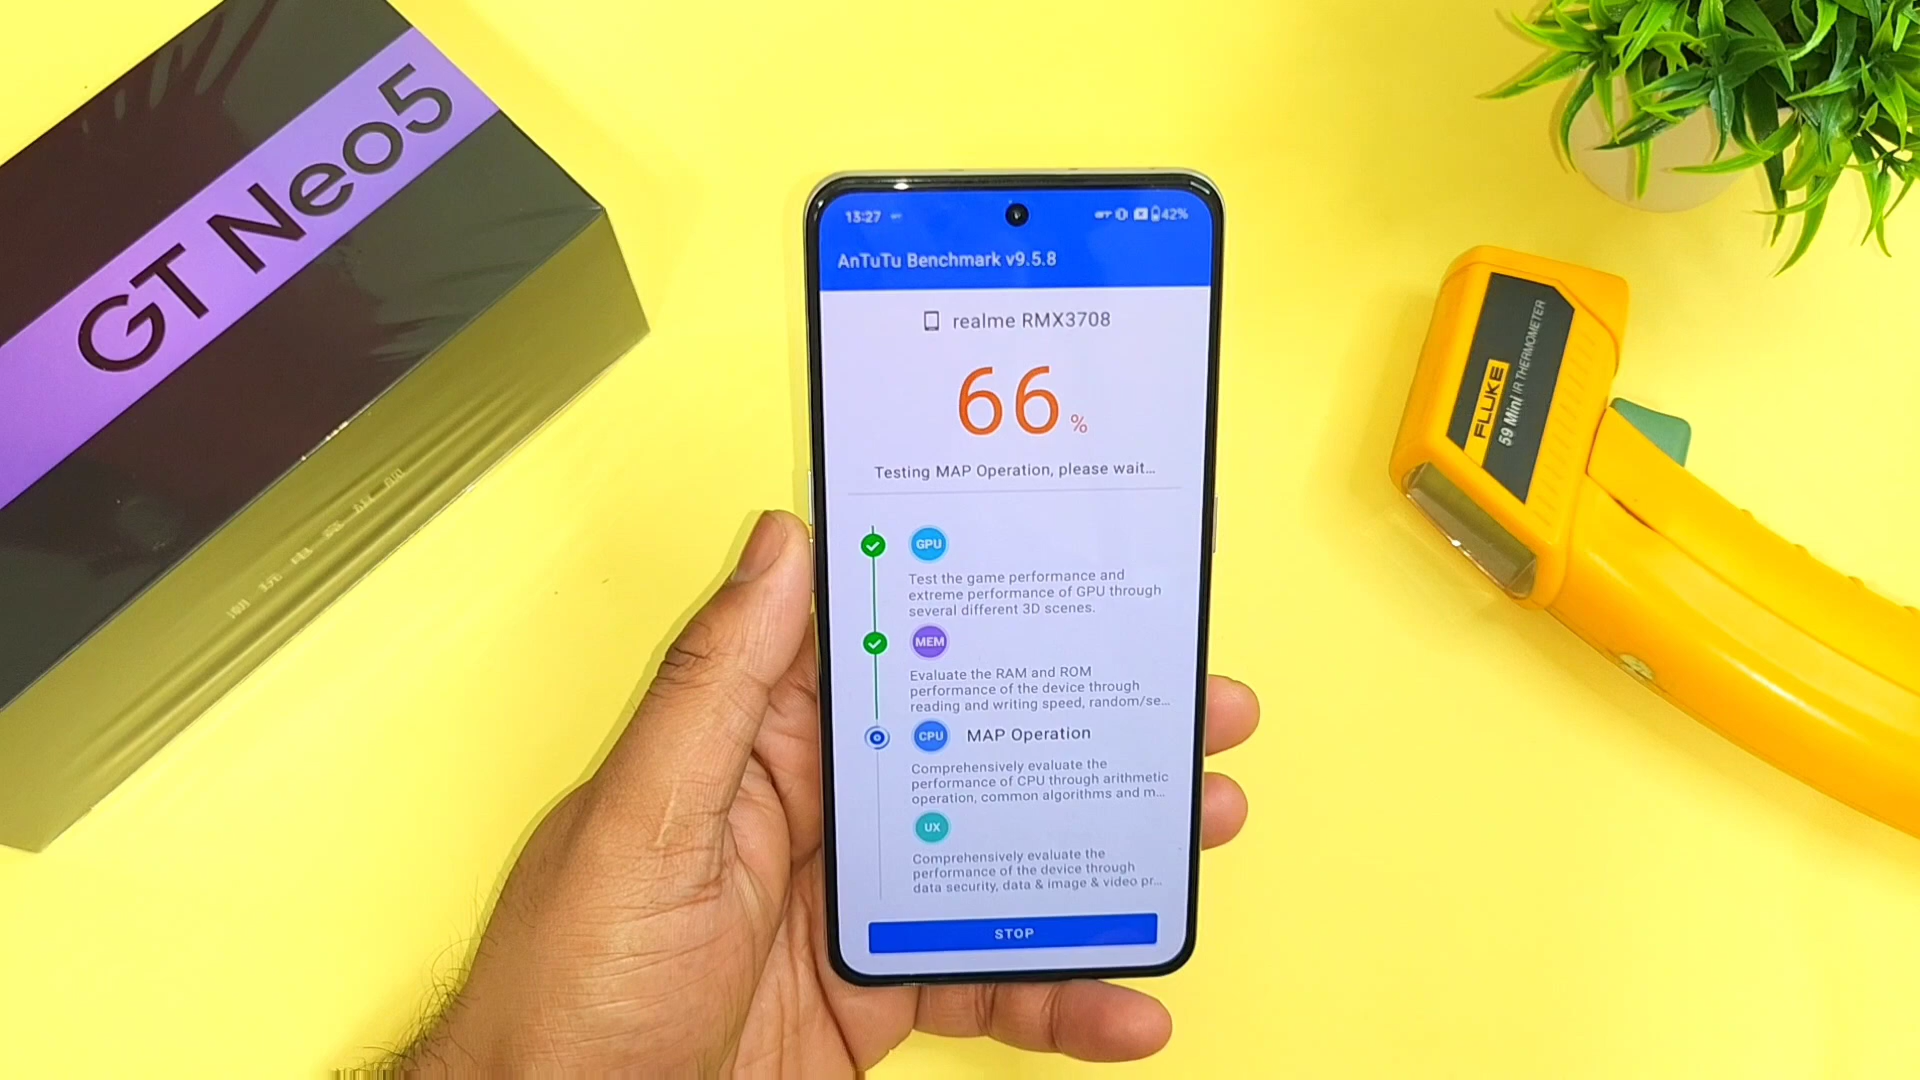 GT Neo5
13:27
42%
AnTuTu Benchmark v9.5.8
realme RMX3708
66%
Testing MAP Operation, please wait...
GPU
Test the game performance and
extreme performance of GPU through
several different 3D scenes.
MEM
Evaluate the RAM and ROM
performance of the device through
reading and writing speed, random/se...
CPU MAP Operation
Comprehensively evaluate the
performance of CPU through arithmetic
operation, common algorithms and m...
UX
Comprehensively evaluate the
performance of the device through
data security, data & image & video pr...
STOP
FLUKE
59 Mini IR THERMOMETER